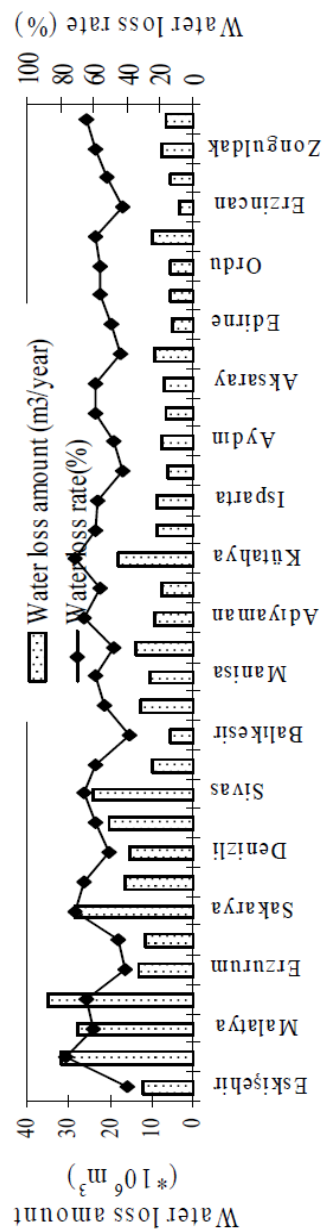 Water loss amount
(*10⁶ m³)
40
30
20
10
0
Water loss amount (m3/year)
Water loss rate(%)
Water loss rate (%)
100
80
60
40
20
0
Eskişehir
Malatya
Erzurum
Sakarya
Denizli
Sivas
Balıkesir
Manisa
Adıyaman
Kütahya
Isparta
Aydın
Aksaray
Edirne
Ordu
Erzincan
Zonguldak